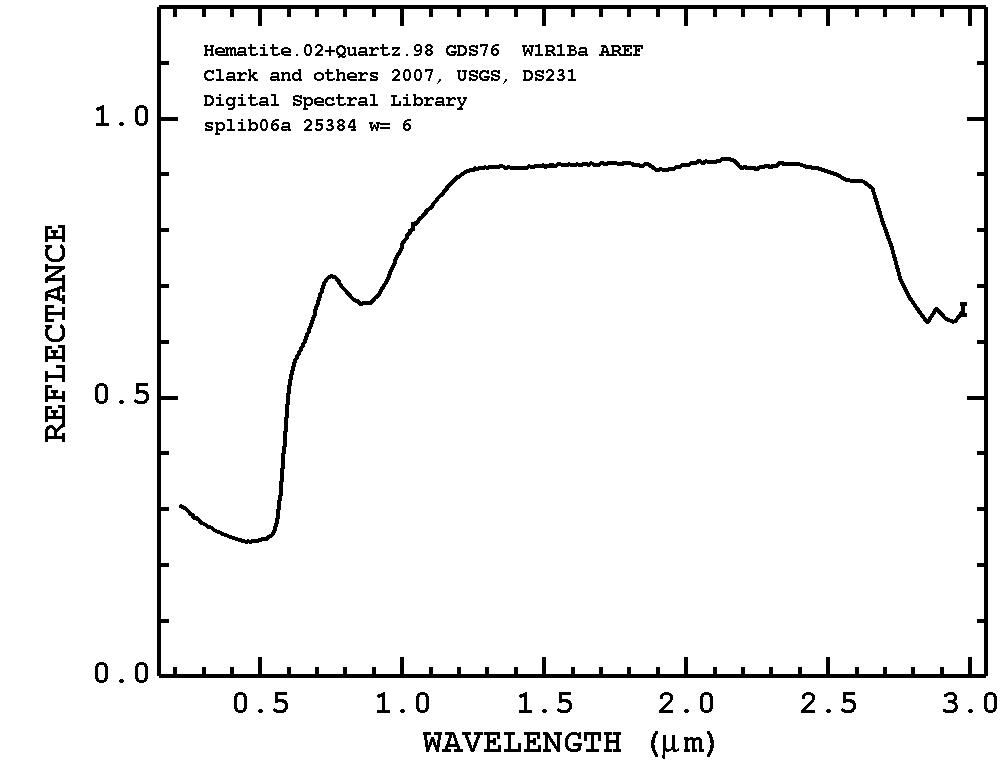 Hematite.02+Quartz.98 GDS76  W1R1Ba AREF
Clark and others 2007, USGS, DS231
Digital Spectral Library
splib06a 25384 w= 6
1.0
0.5
0.0
REFLECTANCE
0.5 1.0 1.5 2.0 2.5 3.0
WAVELENGTH (μm)